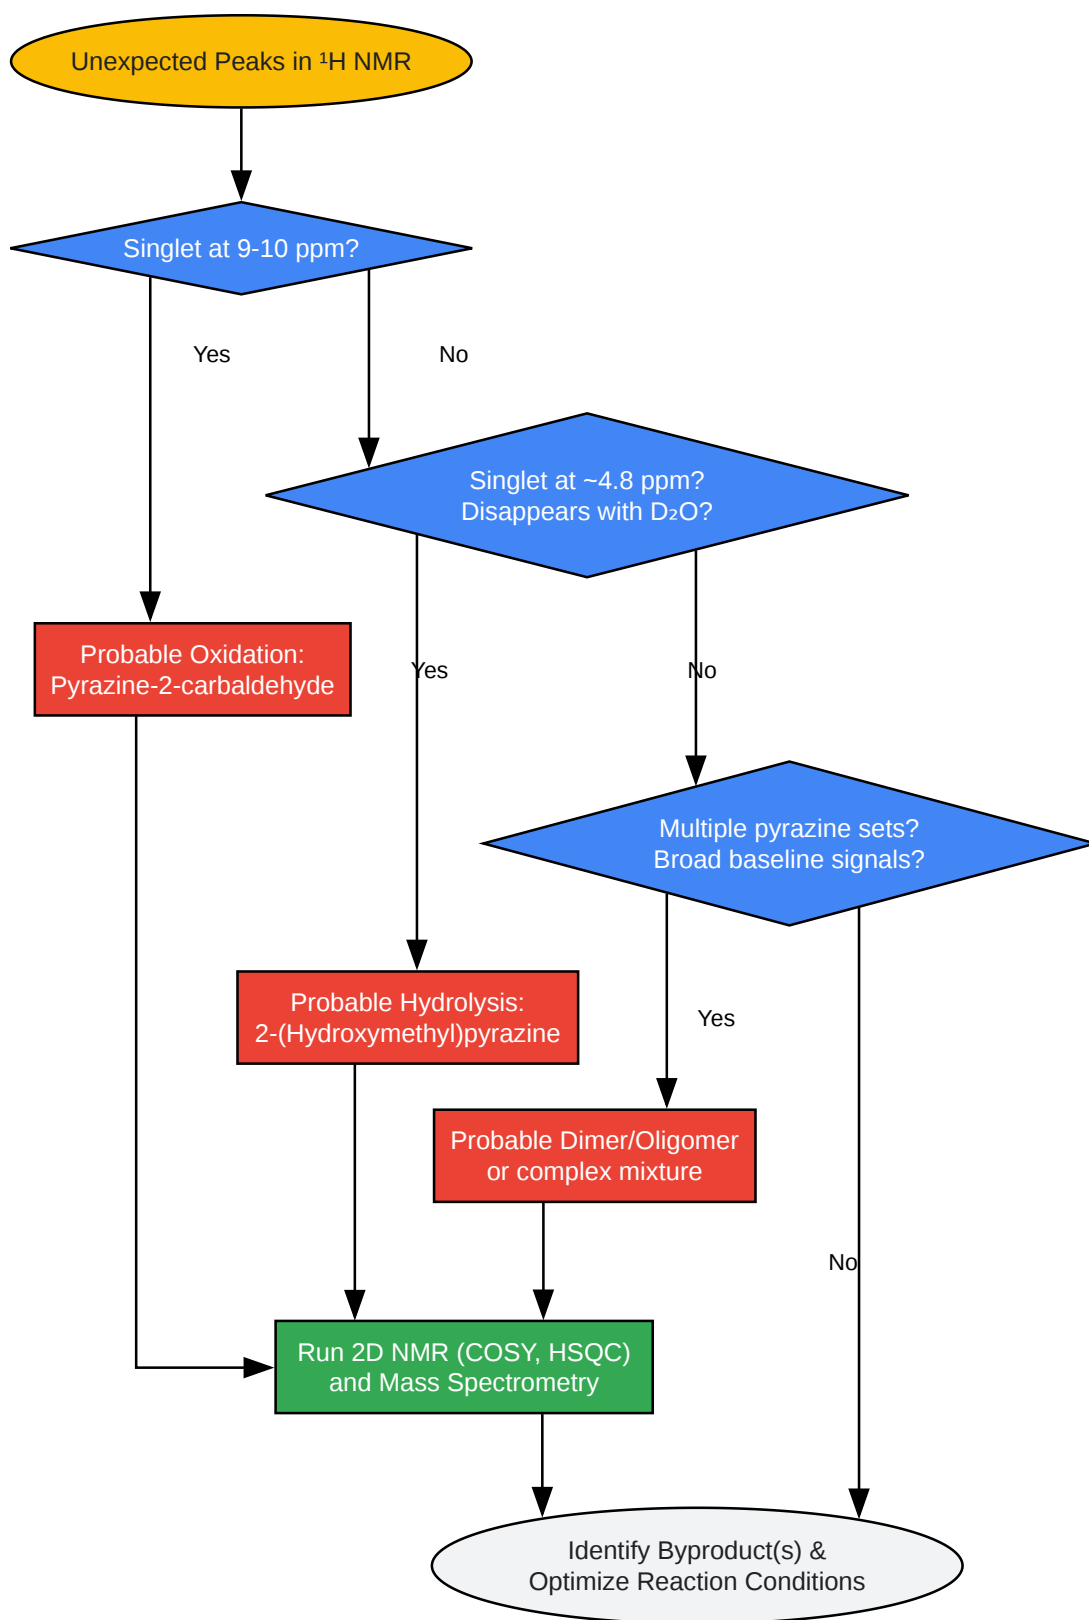 Unexpected Peaks in ¹H NMR
Singlet at 9-10 ppm?
Yes
No
Singlet at ~4.8 ppm?
Disappears with D₂O?
Probable Oxidation:
Pyrazine-2-carbaldehyde
Yes
No
Multiple pyrazine sets?
Broad baseline signals?
Probable Hydrolysis:
2-(Hydroxymethyl)pyrazine
Yes
Probable Dimer/Oligomer
or complex mixture
No
Run 2D NMR (COSY, HSQC)
and Mass Spectrometry
Identify Byproduct(s) &
Optimize Reaction Conditions